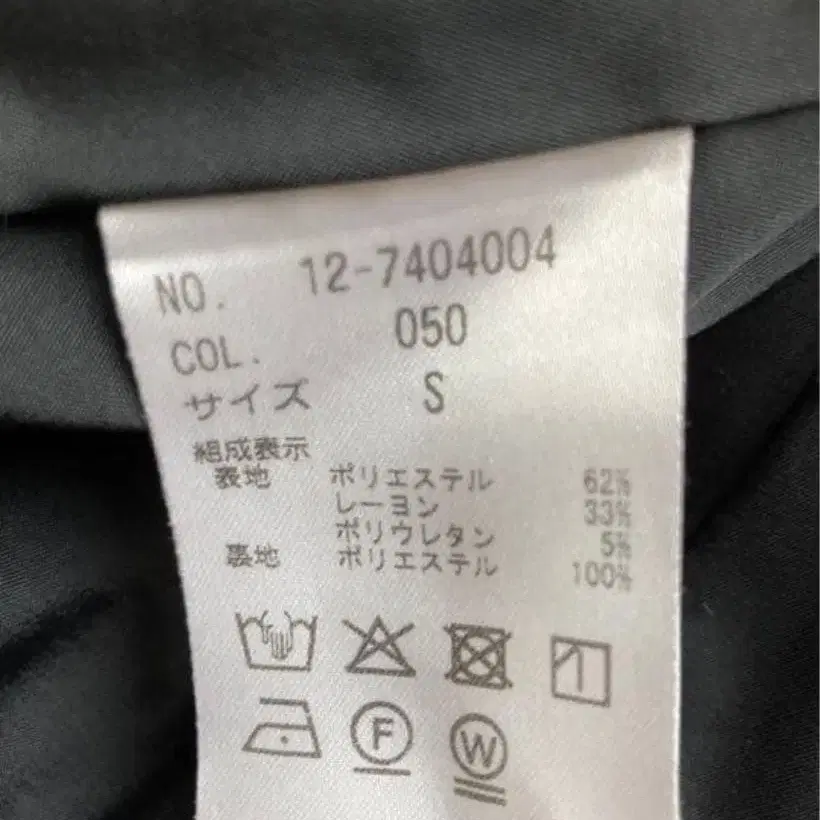 NO. 12-7404004
COL. 050
サイズ S
組成表示
表地 ポリエステル 62%
レーヨン 33%
ポリウレタン 5%
裏地 ポリエステル 100%
F
W